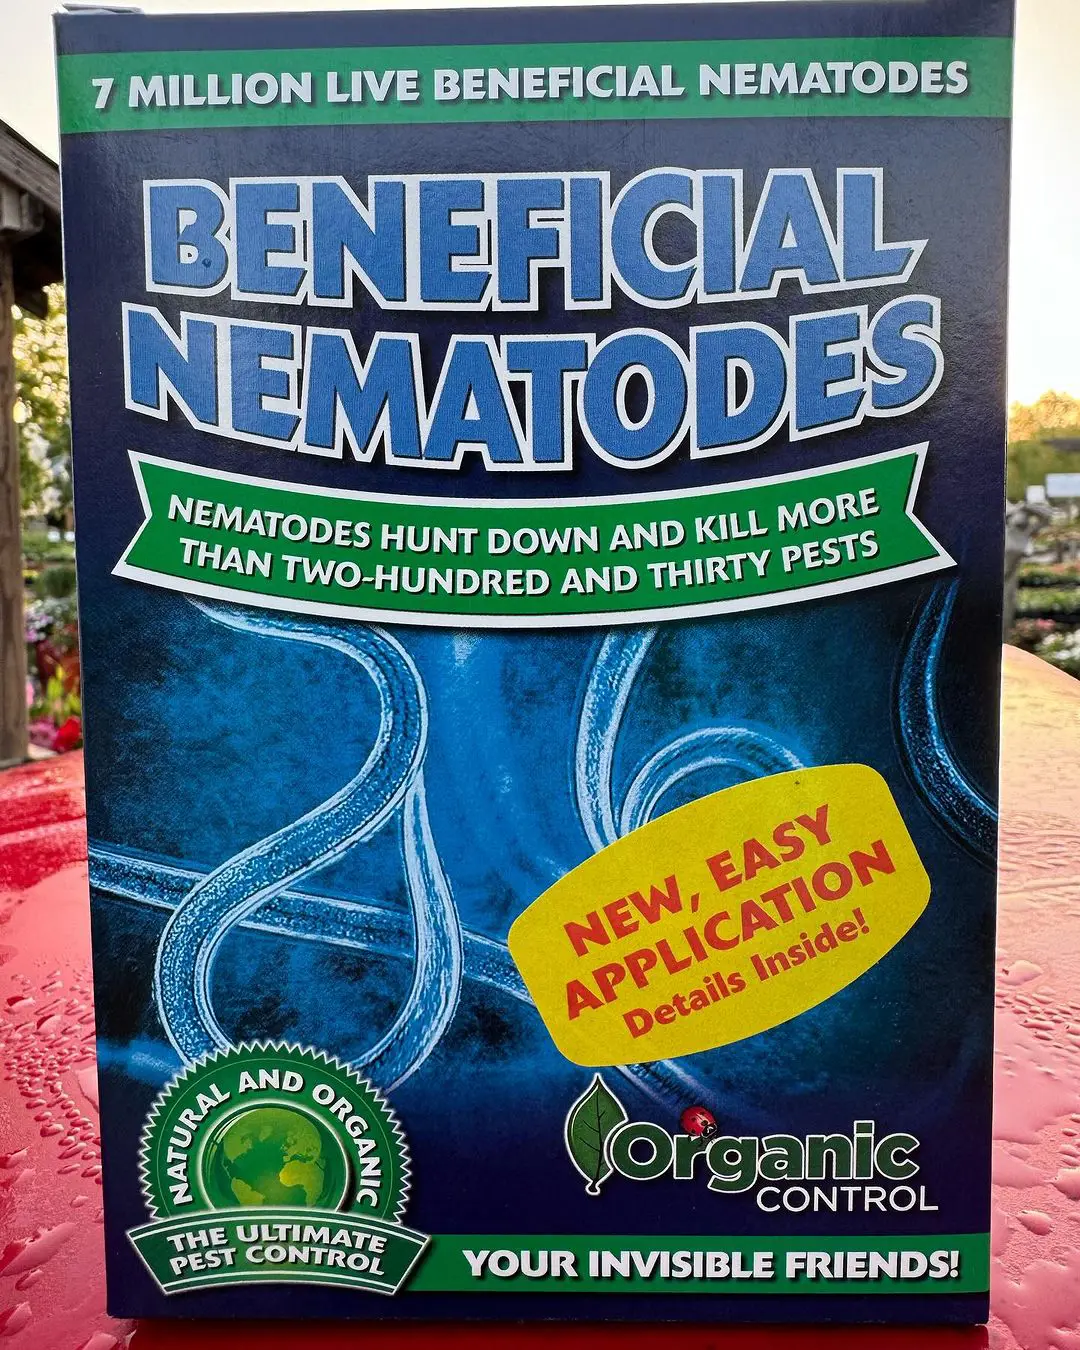 7 MILLION LIVE BENEFICIAL NEMATODES
BENEFICIAL
NEMATODES
NEMATODES HUNT DOWN AND KILL MORE
THAN TWO-HUNDRED AND THIRTY PESTS
NEW, EASY
APPLICATION
Details Inside!
NATURAL AND ORGANIC
THE ULTIMATE
PEST CONTROL
Organic
CONTROL
YOUR INVISIBLE FRIENDS!